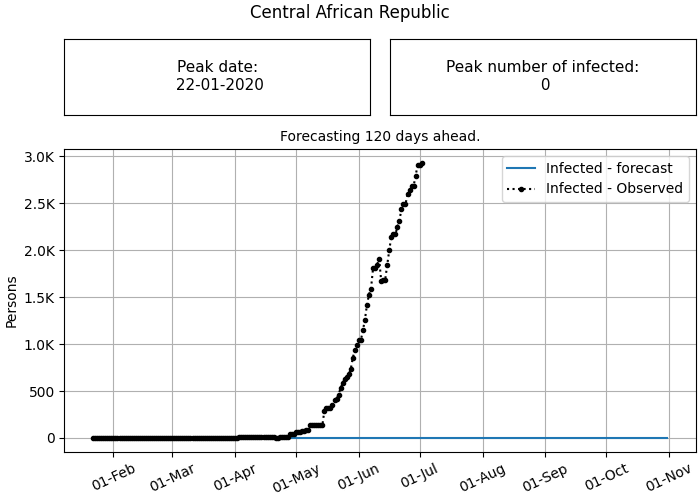 Central African Republic
Peak date:
22-01-2020
Peak number of infected:
0
Forecasting 120 days ahead.
3.0K
2.5K
2.0K
1.5K
1.0K
500
0
Persons
Infected - forecast
Infected - Observed
01-Feb
01-Mar
01-Apr
01-May
01-Jun
01-Jul
01-Aug
01-Sep
01-Oct
01-Nov